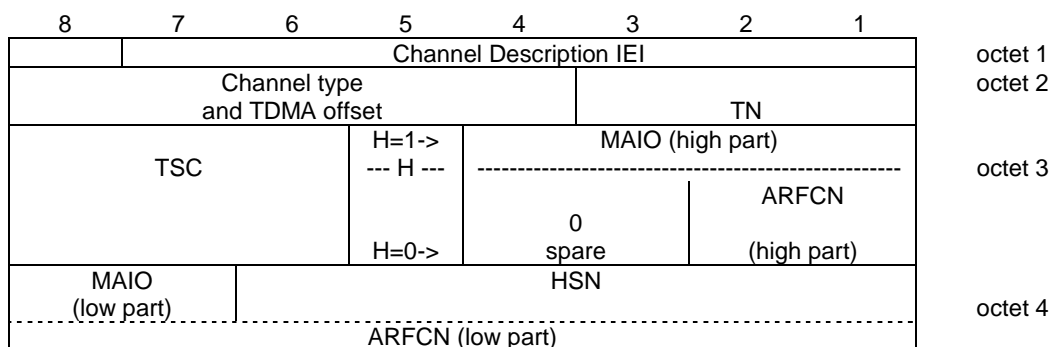 8 7 6 5 4 3 2 1
Channel Description IEI octet 1
Channel type octet 2
and TDMA offset TN
H=1-> MAIO (high part)
TSC --- H --- ---------------------------------------------------- octet 3
ARFCN
0
H=0-> spare (high part)
MAIO HSN
(low part) octet 4
ARFCN (low part)